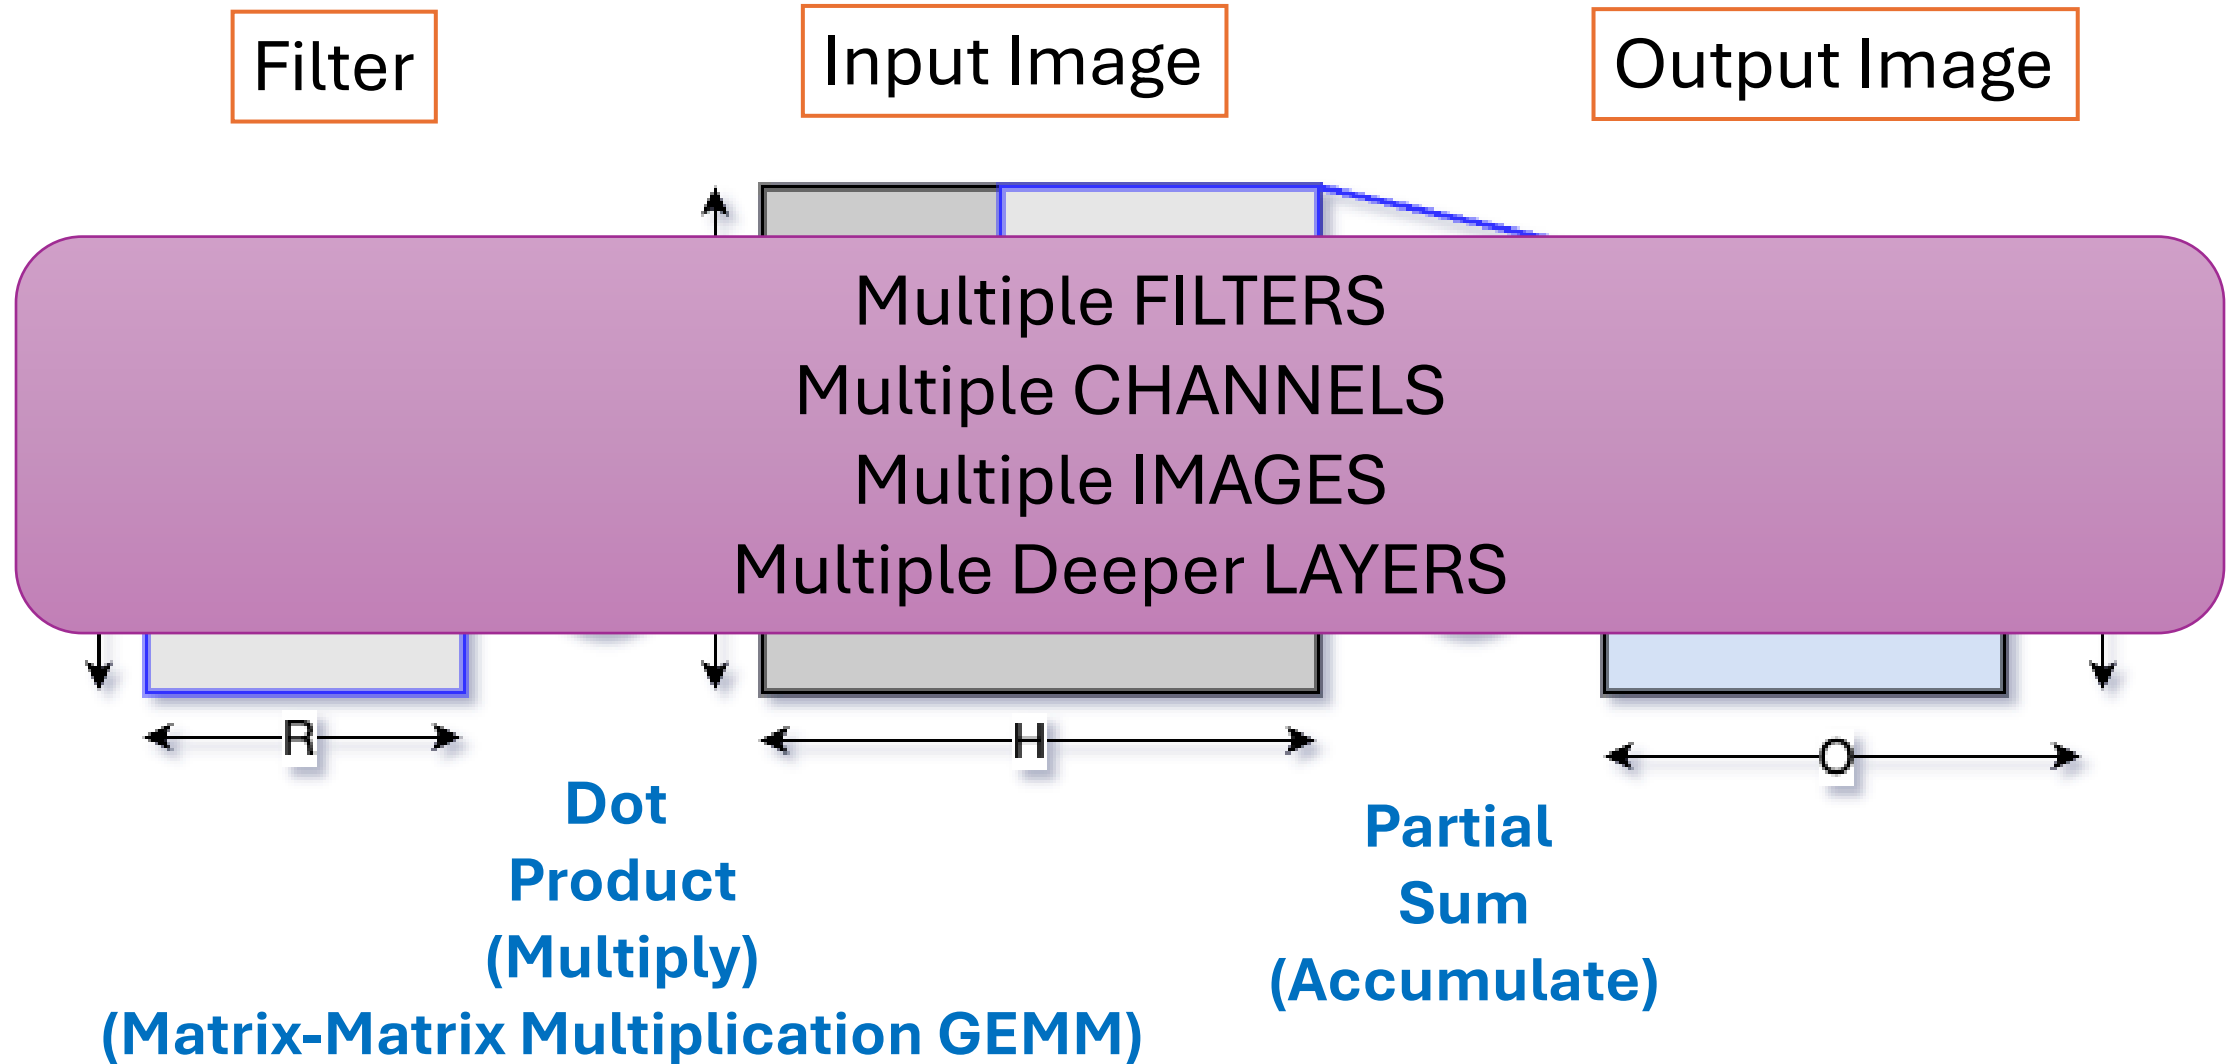 Filter
Input Image
Output Image
Multiple FILTERS
Multiple CHANNELS
Multiple IMAGES
Multiple Deeper LAYERS
R
H
O
Dot
Product
(Multiply)
(Matrix-Matrix Multiplication GEMM)
Partial
Sum
(Accumulate)